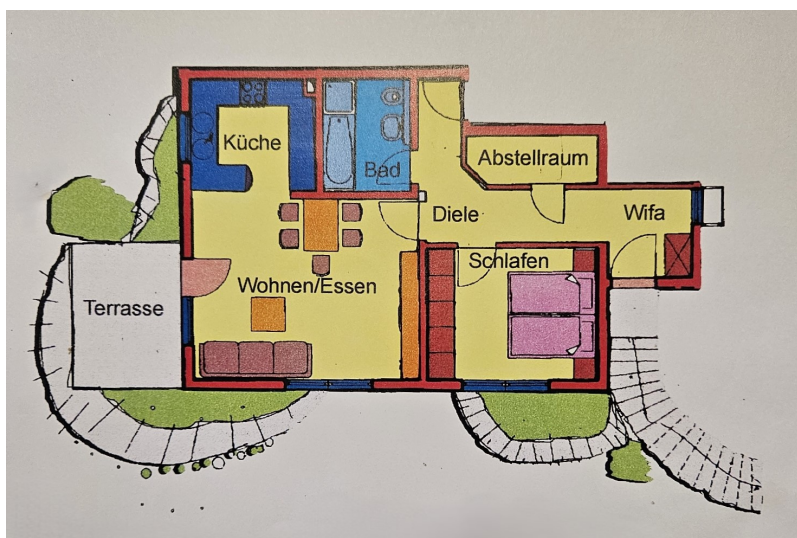 Küche
Bad
Abstellraum
Diele
Wifa
Schlafen
Wohnen/Essen
Terrasse